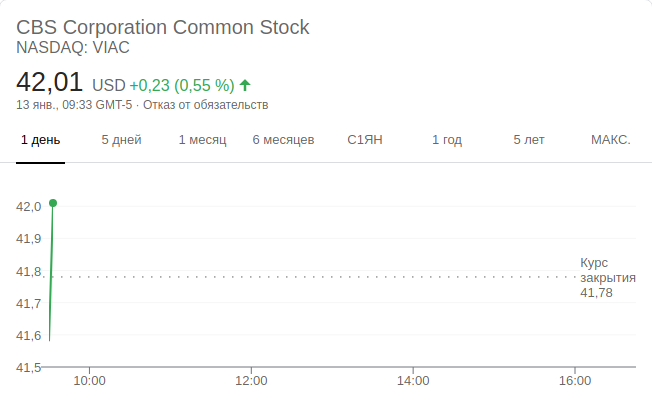 CBS Corporation Common Stock
NASDAQ: VIAC
42,01 USD +0,23 (0,55 %)
13 янв., 09:33 GMT-5 · Отказ от обязательств
1 день 5 дней 1 месяц 6 месяцев С1ЯН 1 год 5 лет МАКС.
42,0
41,9
41,8
41,7
41,6
41,5
Курс
закрытия
41,78
10:00 12:00 14:00 16:00